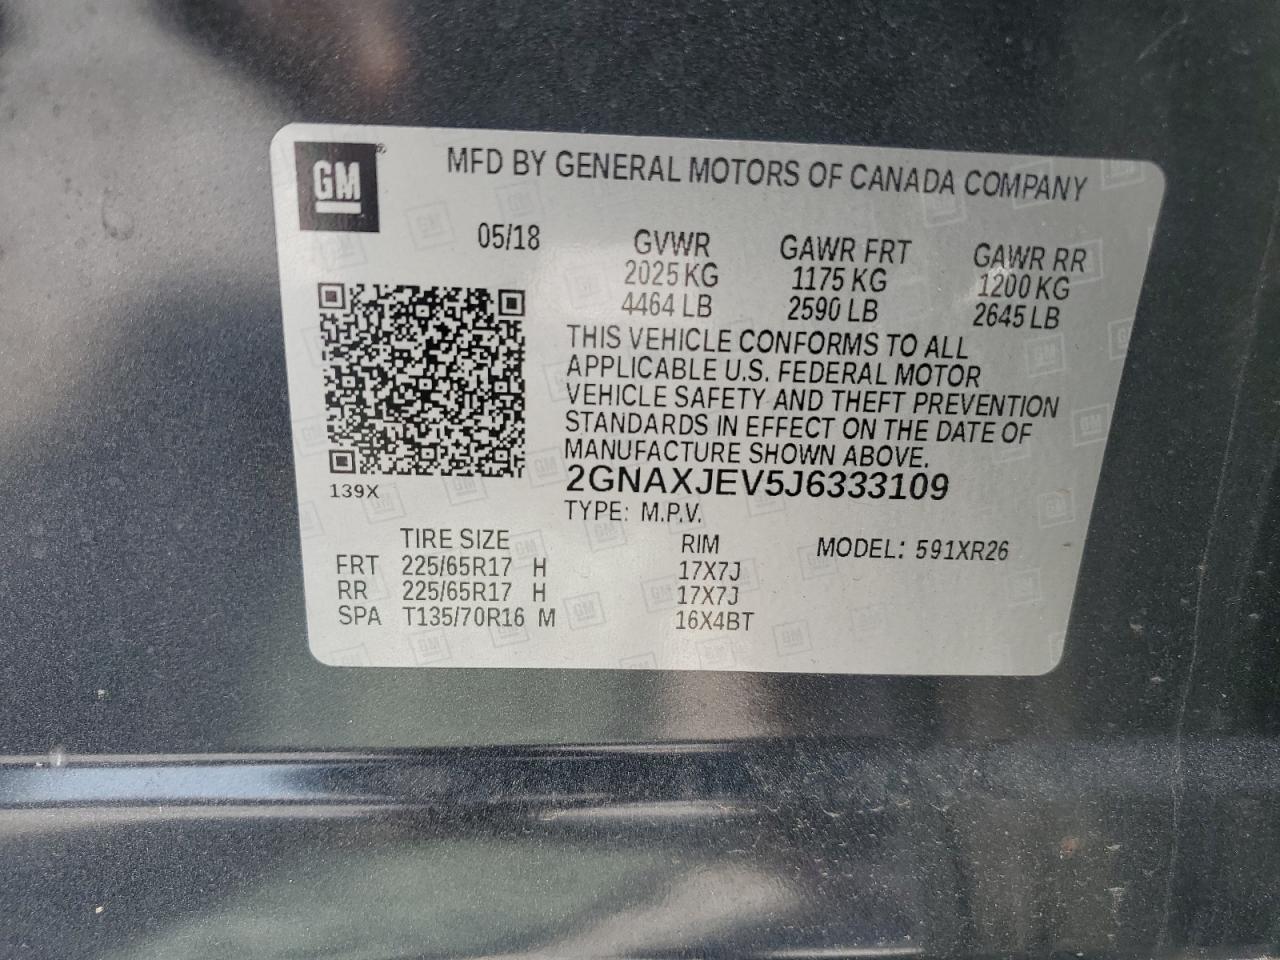 GM®
MFD BY GENERAL MOTORS OF CANADA COMPANY
05/18
GVWR GAWR FRT GAWR RR
2025 KG 1175 KG 1200 KG
4464 LB 2590 LB 2645 LB
THIS VEHICLE CONFORMS TO ALL
APPLICABLE U.S. FEDERAL MOTOR
VEHICLE SAFETY AND THEFT PREVENTION
STANDARDS IN EFFECT ON THE DATE OF
MANUFACTURE SHOWN ABOVE.
139X
2GNAXJEV5J6333109
TYPE: M.P.V.
TIRE SIZE RIM MODEL: 591XR26
FRT 225/65R17 H 17X7J
RR 225/65R17 H 17X7J
SPA T135/70R16 M 16X4BT